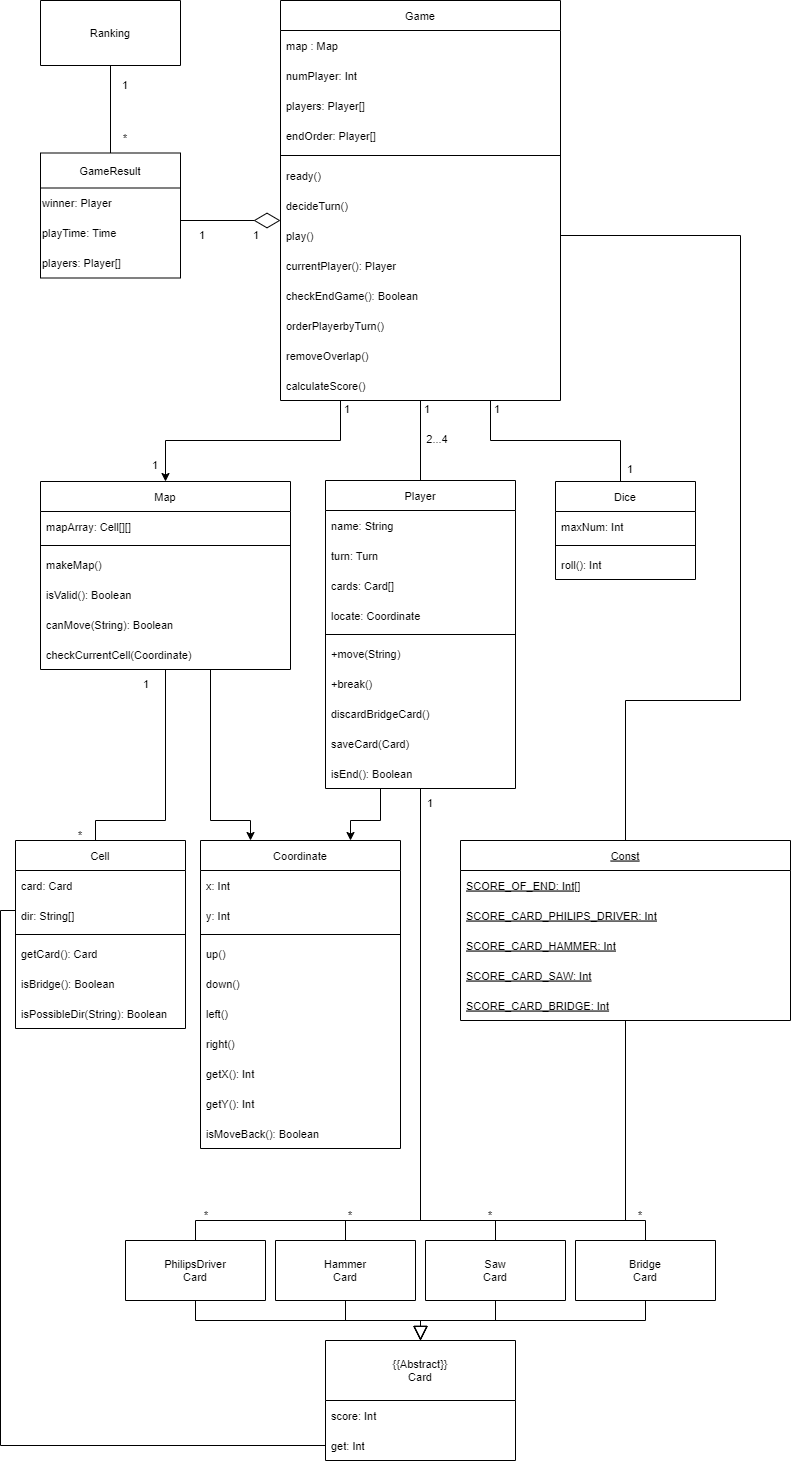 Ranking
1
*
GameResult
winner: Player
playTime: Time
players: Player[]
1
1
Game
map : Map
numPlayer: Int
players: Player[]
endOrder: Player[]
ready()
decideTurn()
play()
currentPlayer(): Player
checkEndGame(): Boolean
orderPlayerbyTurn()
removeOverlap()
calculateScore()
1
1
1
2...4
1
1
Map
mapArray: Cell[][]
makeMap()
isValid(): Boolean
canMove(String): Boolean
checkCurrentCell(Coordinate)
Player
name: String
turn: Turn
cards: Card[]
locate: Coordinate
+move(String)
+break()
discardBridgeCard()
saveCard(Card)
isEnd(): Boolean
Dice
maxNum: Int
roll(): Int
1
*
1
Cell
card: Card
dir: String[]
getCard(): Card
isBridge(): Boolean
isPossibleDir(String): Boolean
Coordinate
x: Int
y: Int
up()
down()
left()
right()
getX(): Int
getY(): Int
isMoveBack(): Boolean
Const
SCORE_OF_END: Int[]
SCORE_CARD_PHILIPS_DRIVER: Int
SCORE_CARD_HAMMER: Int
SCORE_CARD_SAW: Int
SCORE_CARD_BRIDGE: Int
*
*
*
*
PhilipsDriver
Card
Hammer
Card
Saw
Card
Bridge
Card
{{Abstract}}
Card
score: Int
get: Int